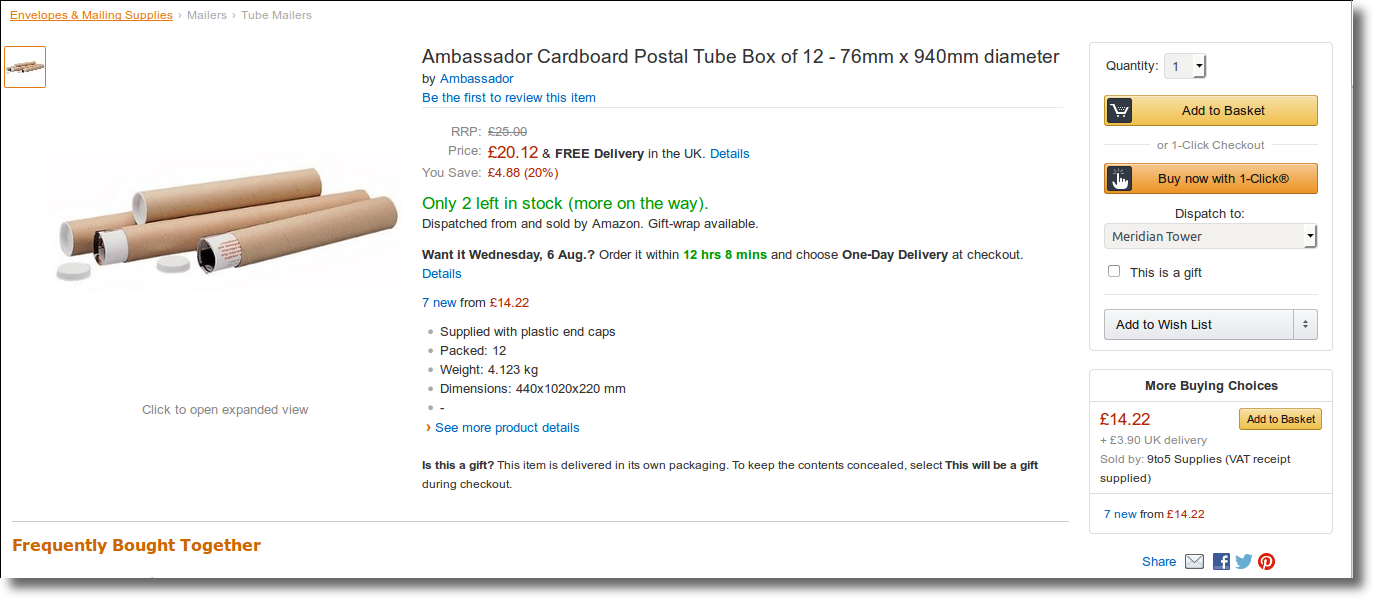 Envelopes & Mailing Supplies › Mailers › Tube Mailers
Ambassador Cardboard Postal Tube Box of 12 - 76mm x 940mm diameter
by Ambassador
Be the first to review this item
RRP: £25.00
Price: £20.12 & FREE Delivery in the UK. Details
You Save: £4.88 (20%)
Only 2 left in stock (more on the way).
Dispatched from and sold by Amazon. Gift-wrap available.
Want it Wednesday, 6 Aug.? Order it within 12 hrs 8 mins and choose One-Day Delivery at checkout.
Details
7 new from £14.22
Supplied with plastic end caps
Packed: 12
Weight: 4.123 kg
Dimensions: 440x1020x220 mm
-
› See more product details
Is this a gift? This item is delivered in its own packaging. To keep the contents concealed, select This will be a gift
during checkout.
Click to open expanded view
Frequently Bought Together
Quantity: 1
Add to Basket
or 1-Click Checkout
Buy now with 1-Click®
Dispatch to:
Meridian Tower
This is a gift
Add to Wish List
More Buying Choices
£14.22 Add to Basket
+ £3.90 UK delivery
Sold by: 9to5 Supplies (VAT receipt
supplied)
7 new from £14.22
Share